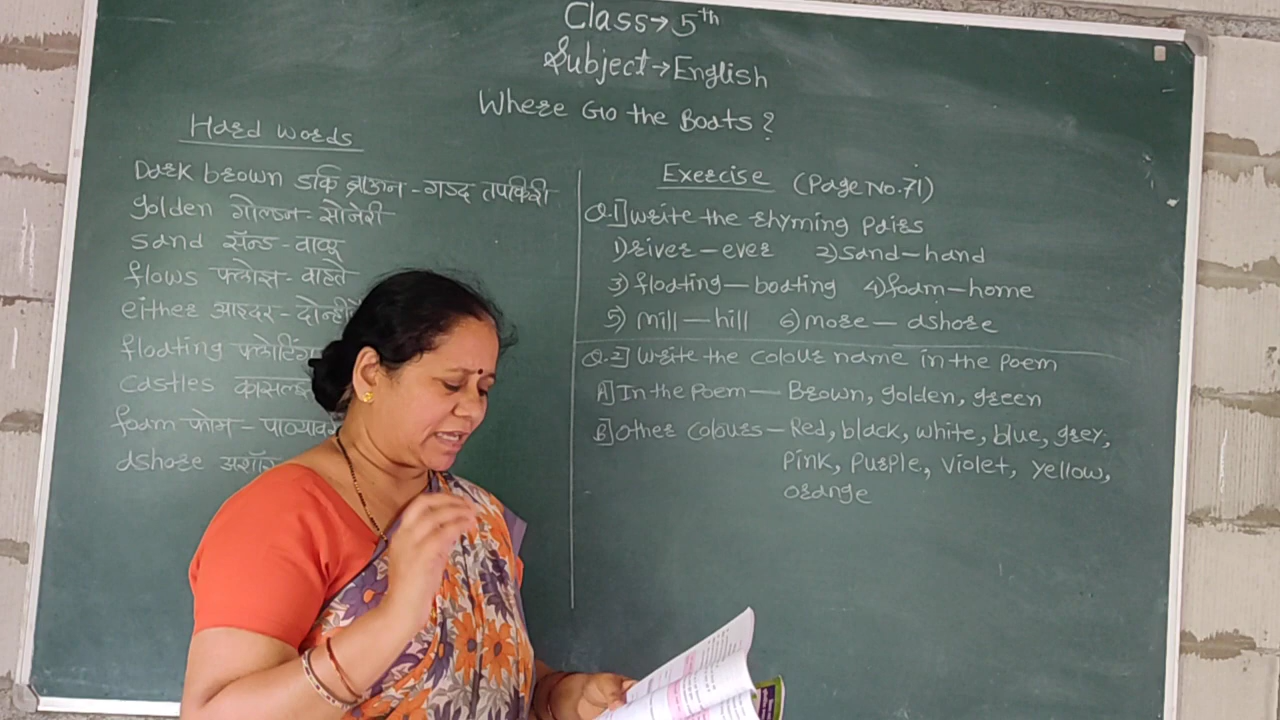 Class→5th
Subject→English
Where Go the Boats?
Hard words
Dark brown डार्क ब्राऊन - गडद तपकिरी
golden गोल्डन - सोनेरी
sand सॅन्ड - वाळू
flows फ्लोज - वाहते
either आइदर - दोन्ही
floating फ्लोटिंग
castles कासल्स
foam फोम -
ashore अशॉर
Exercise (Page No. 71)
Q.1] write the rhyming pairs
1) river — ever 2) sand — hand
3) floating — boating 4) foam — home
5) mill — hill 6) more — ashore
Q.2] write the colour name in the poem
A] In the poem — Brown, golden, green
B] Other colours — Red, black, white, blue, grey,
pink, purple, violet, yellow,
orange